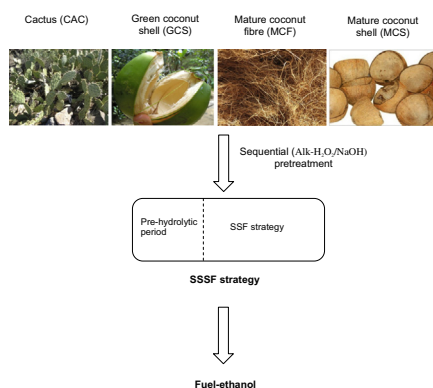 Cactus (CAC)
Green coconut
shell (GCS)
Mature coconut
fibre (MCF)
Mature coconut
shell (MCS)
Sequential (Alk-H₂O₂/NaOH)
pretreatment
Pre-hydrolytic
period
SSF strategy
SSSF strategy
Fuel-ethanol